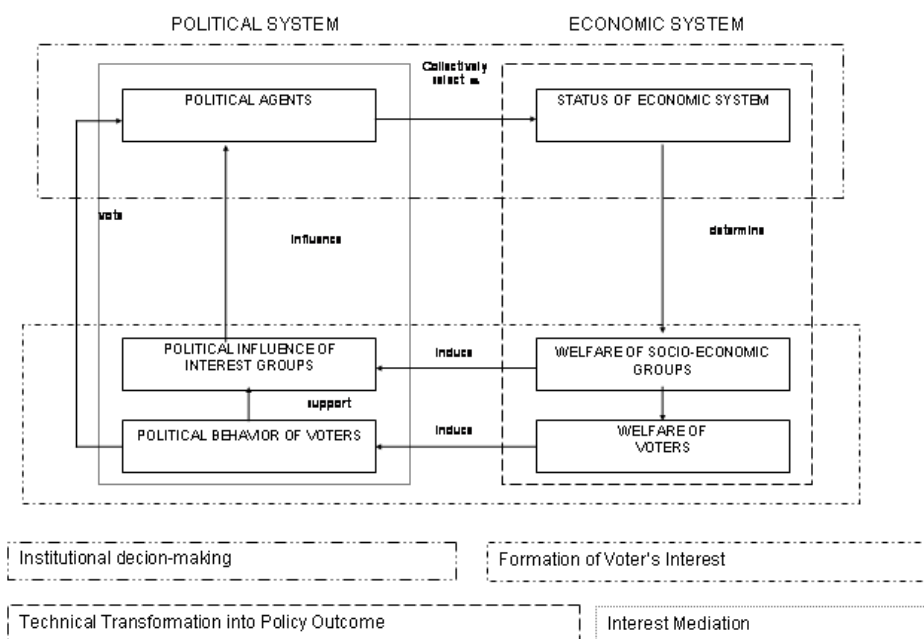 POLITICAL SYSTEM
ECONOMIC SYSTEM
Collectively
select
POLITICAL AGENTS
STATUS OF ECONOMIC SYSTEM
vote
influence
determine
POLITICAL INFLUENCE OF
INTEREST GROUPS
induce
WELFARE OF SOCIO-ECONOMIC
GROUPS
support
POLITICAL BEHAVIOR OF VOTERS
induce
WELFARE OF
VOTERS
Institutional decion-making
Formation of Voter's Interest
Technical Transformation into Policy Outcome
Interest Mediation